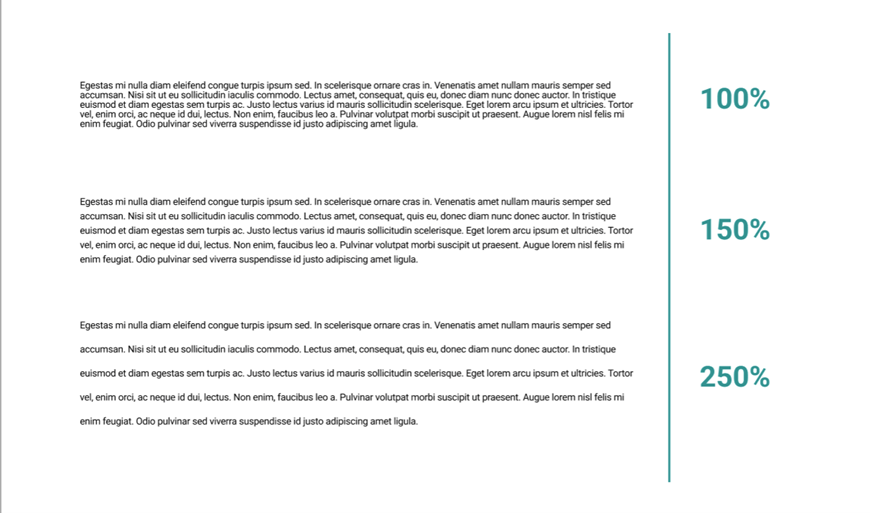 Egestas mi nulla diam eleifend congue turpis ipsum sed. In scelerisque ornare cras in. Venenatis amet nullam mauris semper sed
accumsan. Nisi sit ut eu sollicitudin iaculis commodo. Lectus amet, consequat, quis eu, donec diam nunc donec auctor. In tristique
euismod et diam egestas sem turpis ac. Justo lectus varius id mauris sollicitudin scelerisque. Eget lorem arcu ipsum et ultricies. Tortor
vel, enim orci, ac neque id dui, lectus. Non enim, faucibus leo a. Pulvinar volutpat morbi suscipit ut praesent. Augue lorem nisl felis mi
enim feugiat. Odio pulvinar sed viverra suspendisse id justo adipiscing amet ligula.
100%
Egestas mi nulla diam eleifend congue turpis ipsum sed. In scelerisque ornare cras in. Venenatis amet nullam mauris semper sed
accumsan. Nisi sit ut eu sollicitudin iaculis commodo. Lectus amet, consequat, quis eu, donec diam nunc donec auctor. In tristique
euismod et diam egestas sem turpis ac. Justo lectus varius id mauris sollicitudin scelerisque. Eget lorem arcu ipsum et ultricies. Tortor
vel, enim orci, ac neque id dui, lectus. Non enim, faucibus leo a. Pulvinar volutpat morbi suscipit ut praesent. Augue lorem nisl felis mi
enim feugiat. Odio pulvinar sed viverra suspendisse id justo adipiscing amet ligula.
150%
Egestas mi nulla diam eleifend congue turpis ipsum sed. In scelerisque ornare cras in. Venenatis amet nullam mauris semper sed
accumsan. Nisi sit ut eu sollicitudin iaculis commodo. Lectus amet, consequat, quis eu, donec diam nunc donec auctor. In tristique
euismod et diam egestas sem turpis ac. Justo lectus varius id mauris sollicitudin scelerisque. Eget lorem arcu ipsum et ultricies. Tortor
vel, enim orci, ac neque id dui, lectus. Non enim, faucibus leo a. Pulvinar volutpat morbi suscipit ut praesent. Augue lorem nisl felis mi
enim feugiat. Odio pulvinar sed viverra suspendisse id justo adipiscing amet ligula.
250%